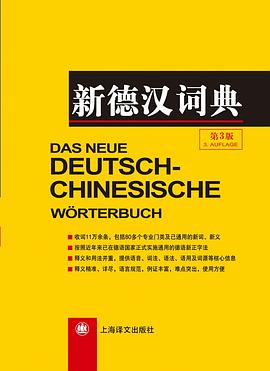 新德汉词典
第3版
3. AUFLAGE
DAS NEUE
DEUTSCH-
CHINESISCHE
WÖRTERBUCH
收词11万余条，包括80多个专业门类及已通用的新词、新义
按照近年来已在德语国家正式实施通用的德语新正字法
释义和用法并重，提供语音、词法、语法、语用及词源等核心信息
释义精准、详尽，语言规范，例证丰富，难点突出，使用方便
上海译文出版社